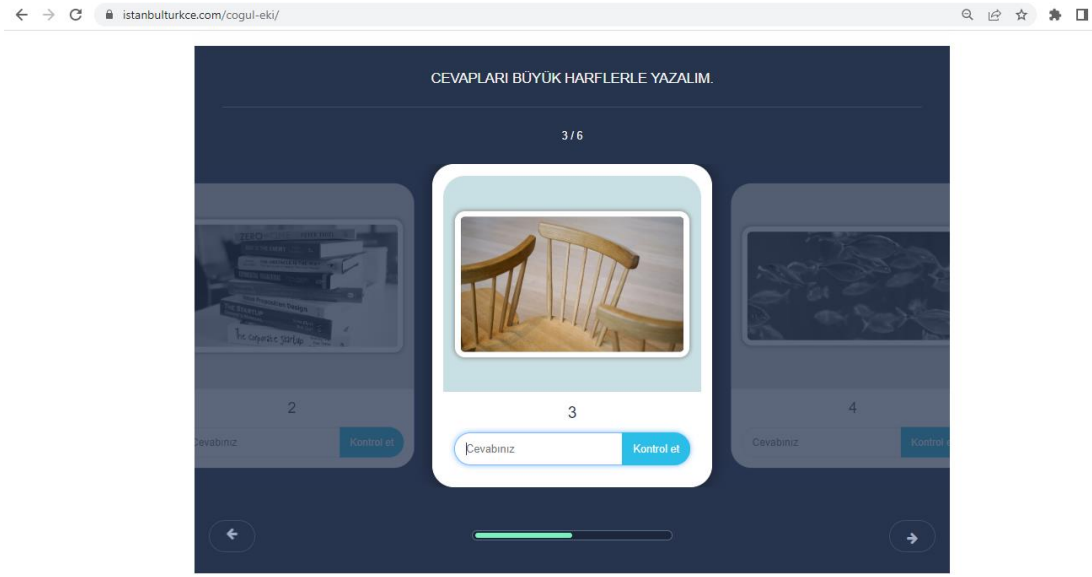 istanbulturkce.com/cogul-eki/
CEVAPLARI BÜYÜK HARFLERLE YAZALIM.
3 / 6
2
Cevabınız
Kontrol et
3
Cevabınız
Kontrol et
4
Cevabınız
Kontrol e